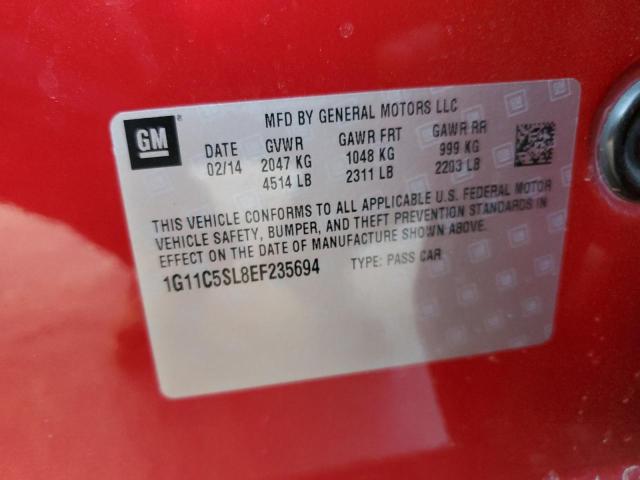 MFD BY GENERAL MOTORS LLC
GM
DATE GVWR GAWR FRT GAWR RR
02/14 2047 KG 1048 KG 999 KG
4514 LB 2311 LB 2203 LB
THIS VEHICLE CONFORMS TO ALL APPLICABLE U.S. FEDERAL MOTOR
VEHICLE SAFETY, BUMPER, AND THEFT PREVENTION STANDARDS IN
EFFECT ON THE DATE OF MANUFACTURE SHOWN ABOVE.
1G11C5SL8EF235694 TYPE: PASS CAR